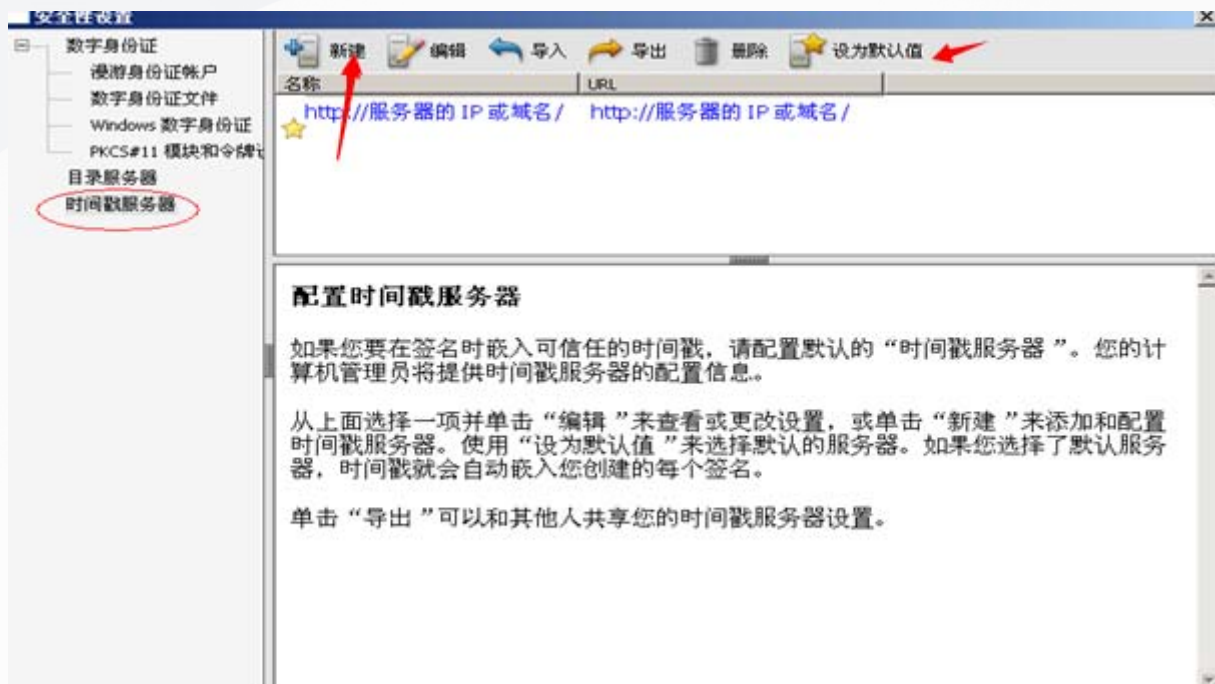 安全性设置
数字身份证
漫游身份证帐户
数字身份证文件
Windows 数字身份证
PKCS#11 模块和令牌
目录服务器
时间戳服务器
新建 编辑 导入 导出 删除 设为默认值
名称 URL
http://服务器的 IP 或域名/ http://服务器的 IP 或域名/
配置时间戳服务器
如果您要在签名时嵌入可信任的时间戳，请配置默认的“时间戳服务器”。您的计
算机管理员将提供时间戳服务器的配置信息。
从上面选择一项并单击“编辑”来查看或更改设置，或单击“新建”来添加和配置
时间戳服务器。使用“设为默认值”来选择默认的服务器。如果您选择了默认服务
器，时间戳就会自动嵌入您创建的每个签名。
单击“导出”可以和其他人共享您的时间戳服务器设置。